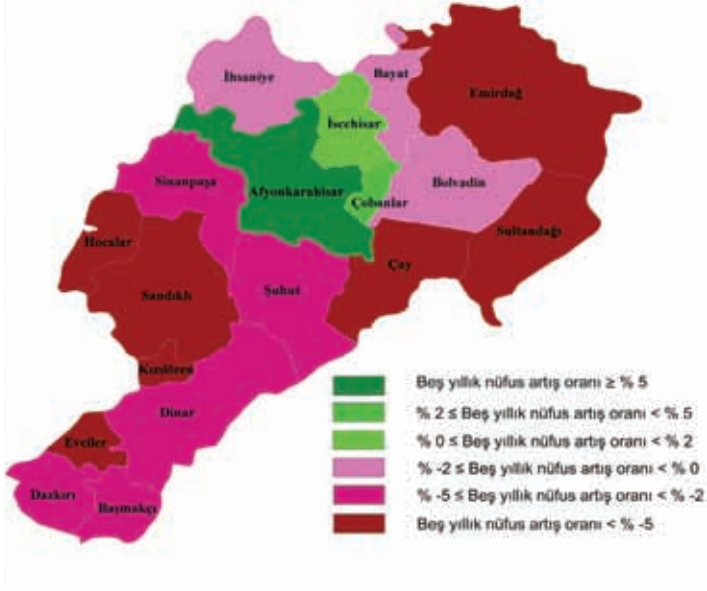 İhsaniye
Bayat
Emirdağ
İscehisar
Sinanpaşa
Afyonkarahisar
Çobanlar
Bolvadin
Hocalar
Sultandağı
Çay
Sandıklı
Şuhut
Kızılören
Dinar
Evciler
Dazkırı
Başmakçı
Beş yıllık nüfus artış oranı ≥ % 5
% 2 ≤ Beş yıllık nüfus artış oranı < % 5
% 0 ≤ Beş yıllık nüfus artış oranı < % 2
% -2 ≤ Beş yıllık nüfus artış oranı < % 0
% -5 ≤ Beş yıllık nüfus artış oranı < % -2
Beş yıllık nüfus artış oranı < % -5